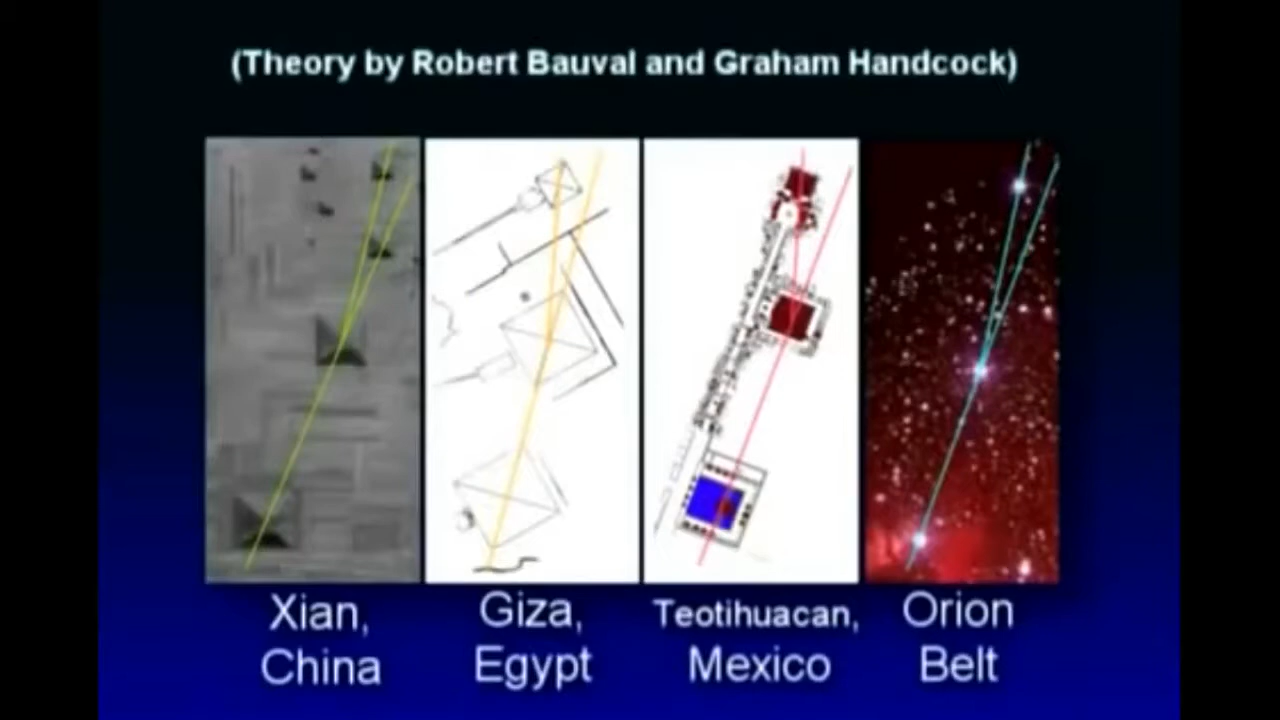 (Theory by Robert Bauval and Graham Handcock)
Xian,
China
Giza,
Egypt
Teotihuacan,
Mexico
Orion
Belt